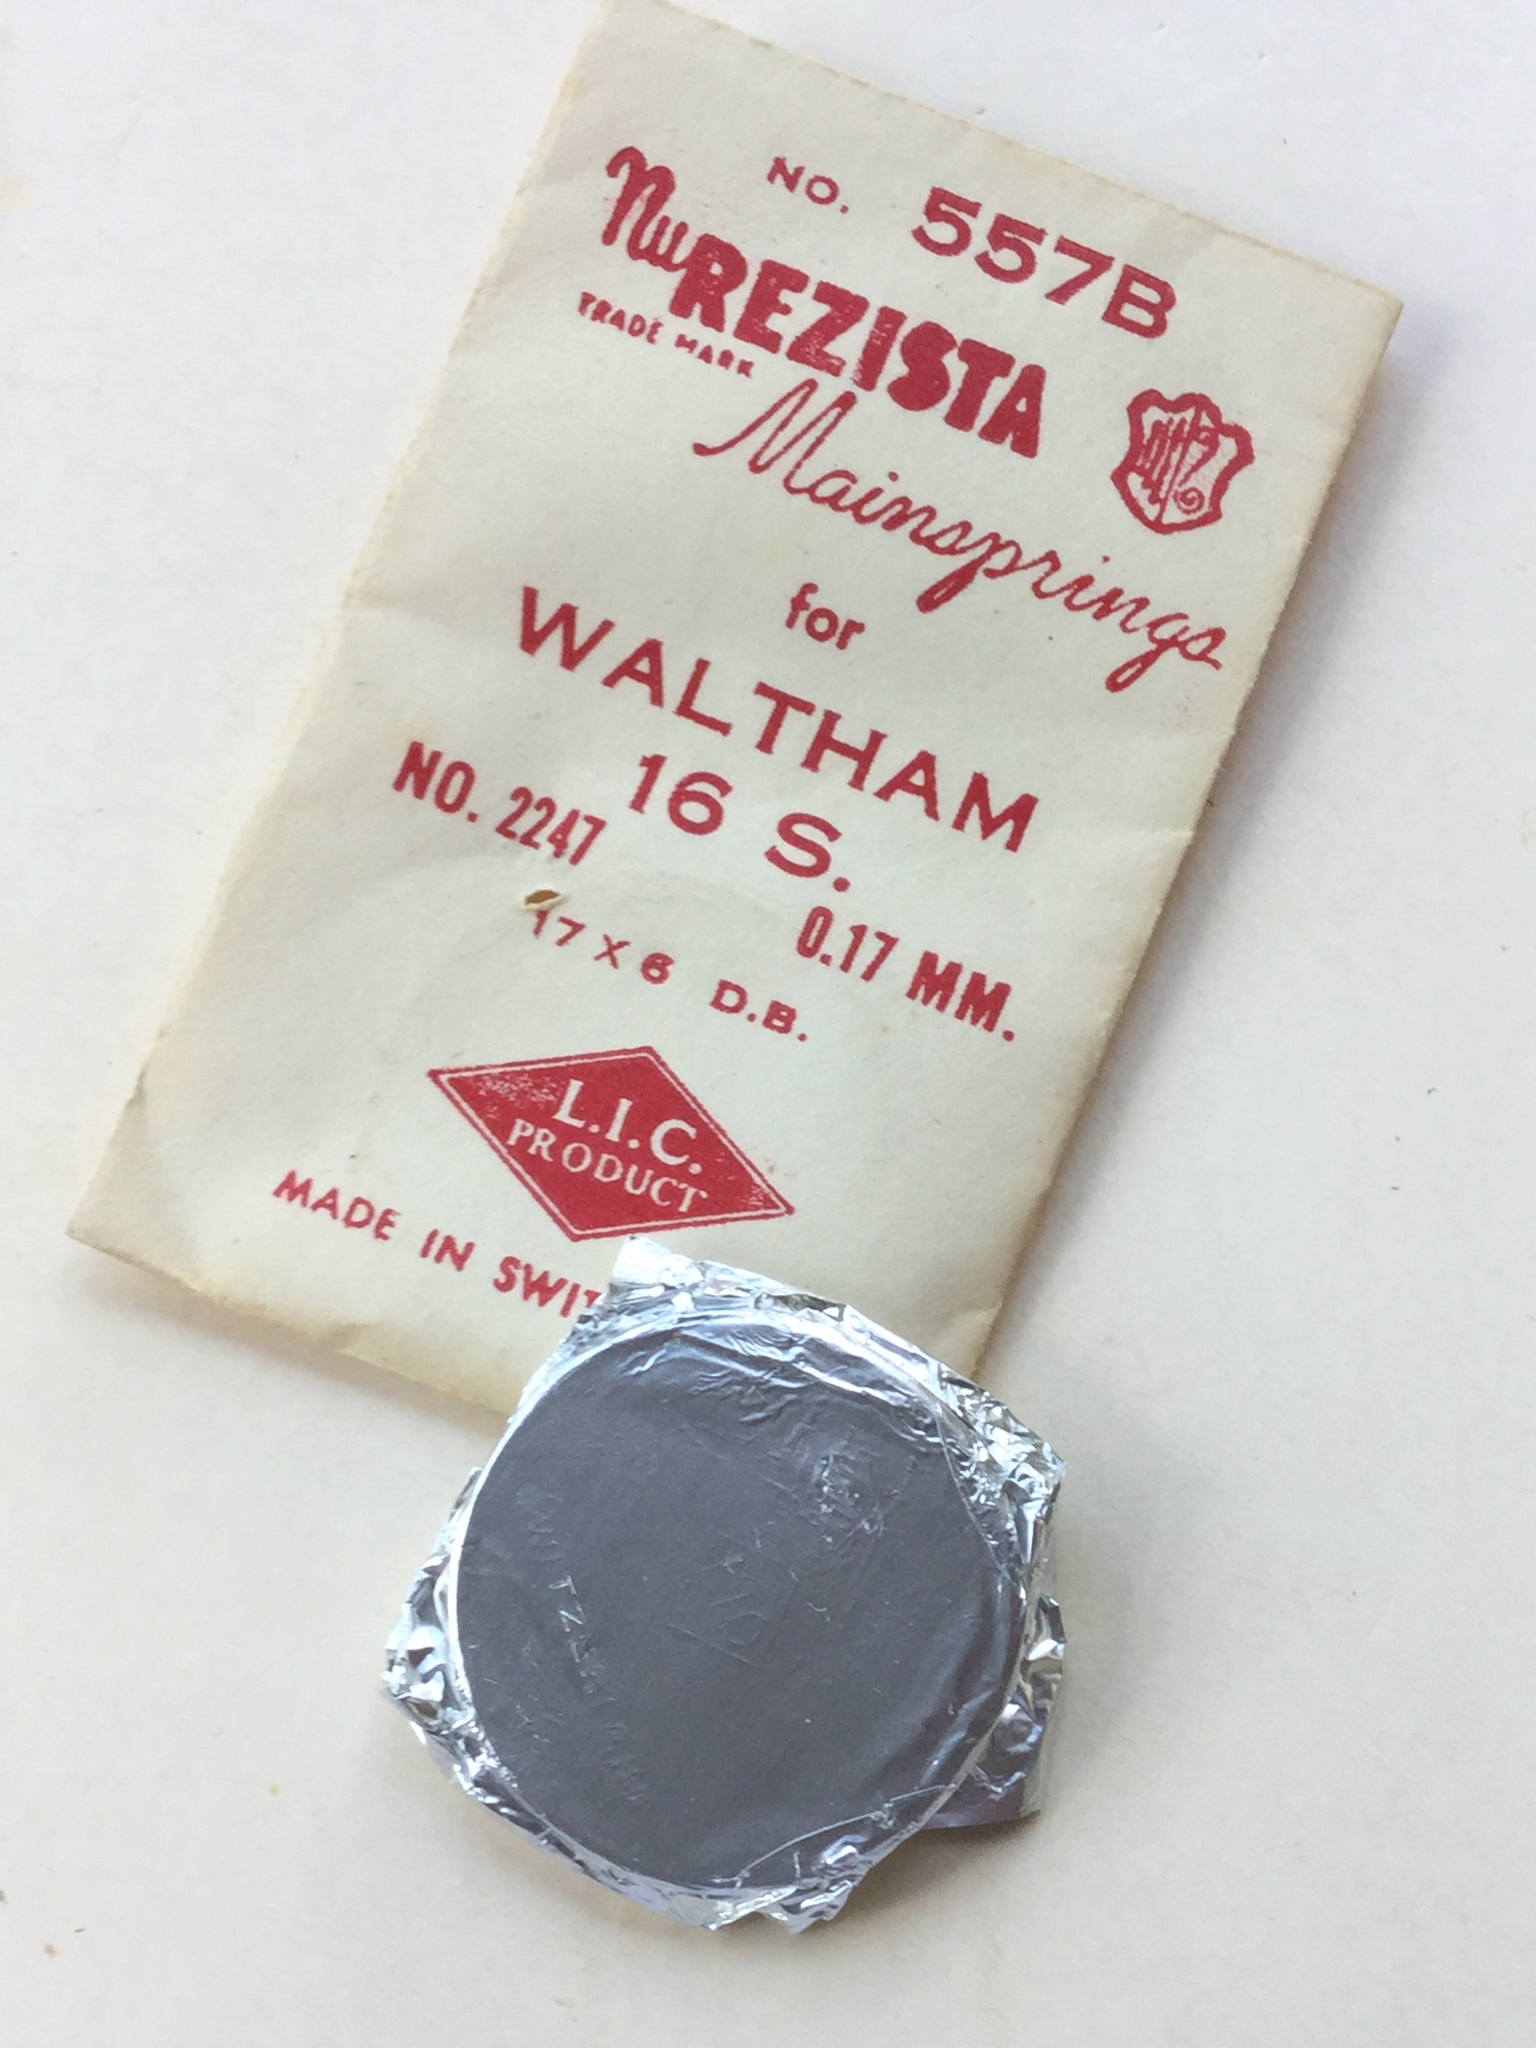 NO. 557B
NuREZISTA
TRADE MARK
Mainsprings
for
WALTHAM
NO. 2247 16 S.
17 X 6 D.B. 0.17 MM.
L.I.C.
PRODUCT
MADE IN SWIT